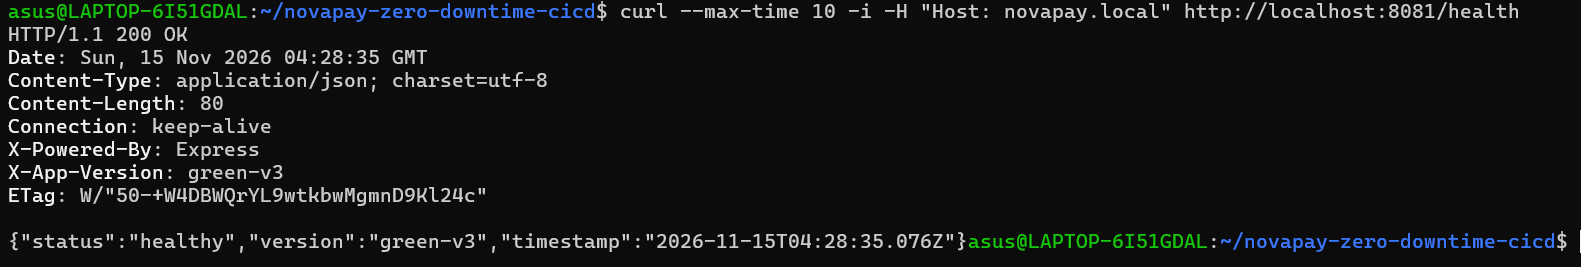 asus@LAPTOP-6I51GDAL:~/novapay-zero-downtime-cicd$ curl --max-time 10 -i -H "Host: novapay.local" http://localhost:8081/health
HTTP/1.1 200 OK
Date: Sun, 15 Nov 2026 04:28:35 GMT
Content-Type: application/json; charset=utf-8
Content-Length: 80
Connection: keep-alive
X-Powered-By: Express
X-App-Version: green-v3
ETag: W/"50-+W4DBWQrYL9wtkbwMgmnD9Kl24c"
{"status":"healthy","version":"green-v3","timestamp":"2026-11-15T04:28:35.076Z"}asus@LAPTOP-6I51GDAL:~/novapay-zero-downtime-cicd$